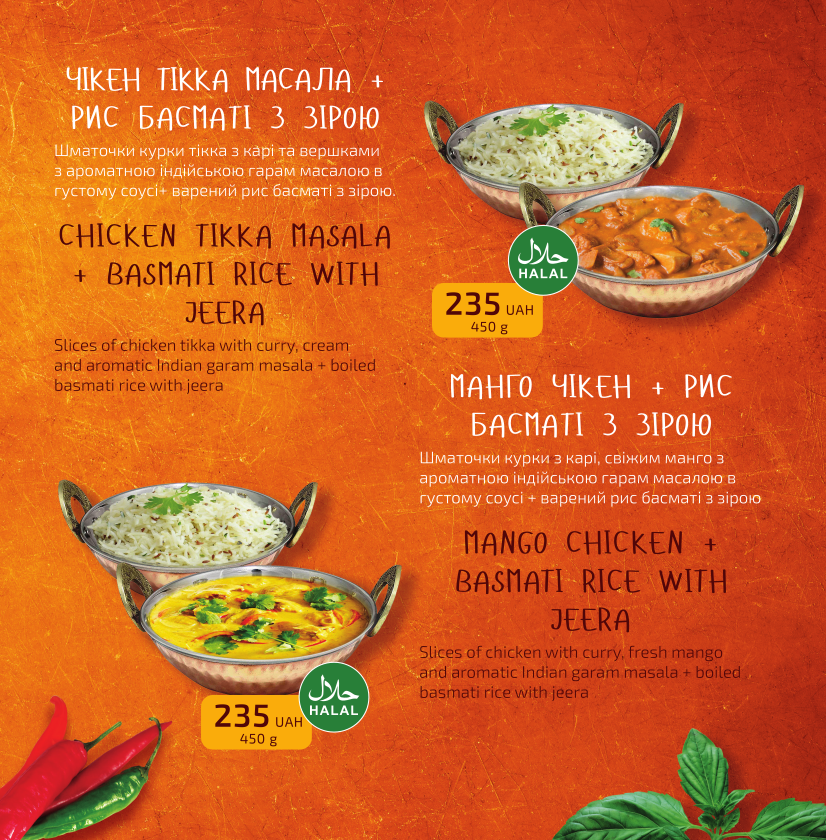 ЧІКЕН ТІККА МАСАЛА +
РИС БАСМАТІ З ЗІРОЮ
Шматочки курки тікка з карі та вершками
з ароматною індійською гарам масалою в
густому соусі+ варений рис басматі з зірою.
CHICKEN TIKKA MASALA
+ BASMATI RICE WITH
JEERA
Slices of chicken tikka with curry, cream
and aromatic Indian garam masala + boiled
basmati rice with jeera
حلال
HALAL
235 UAH
450 g
МАНГО ЧІКЕН + РИС
БАСМАТІ З ЗІРОЮ
Шматочки курки з карі, свіжим манго з
ароматною індійською гарам масалою в
густому соусі + варений рис басматі з зірою
MANGO CHICKEN +
BASMATI RICE WITH
JEERA
Slices of chicken with curry, fresh mango
and aromatic Indian garam masala + boiled
basmati rice with jeera
حلال
HALAL
235 UAH
450 g